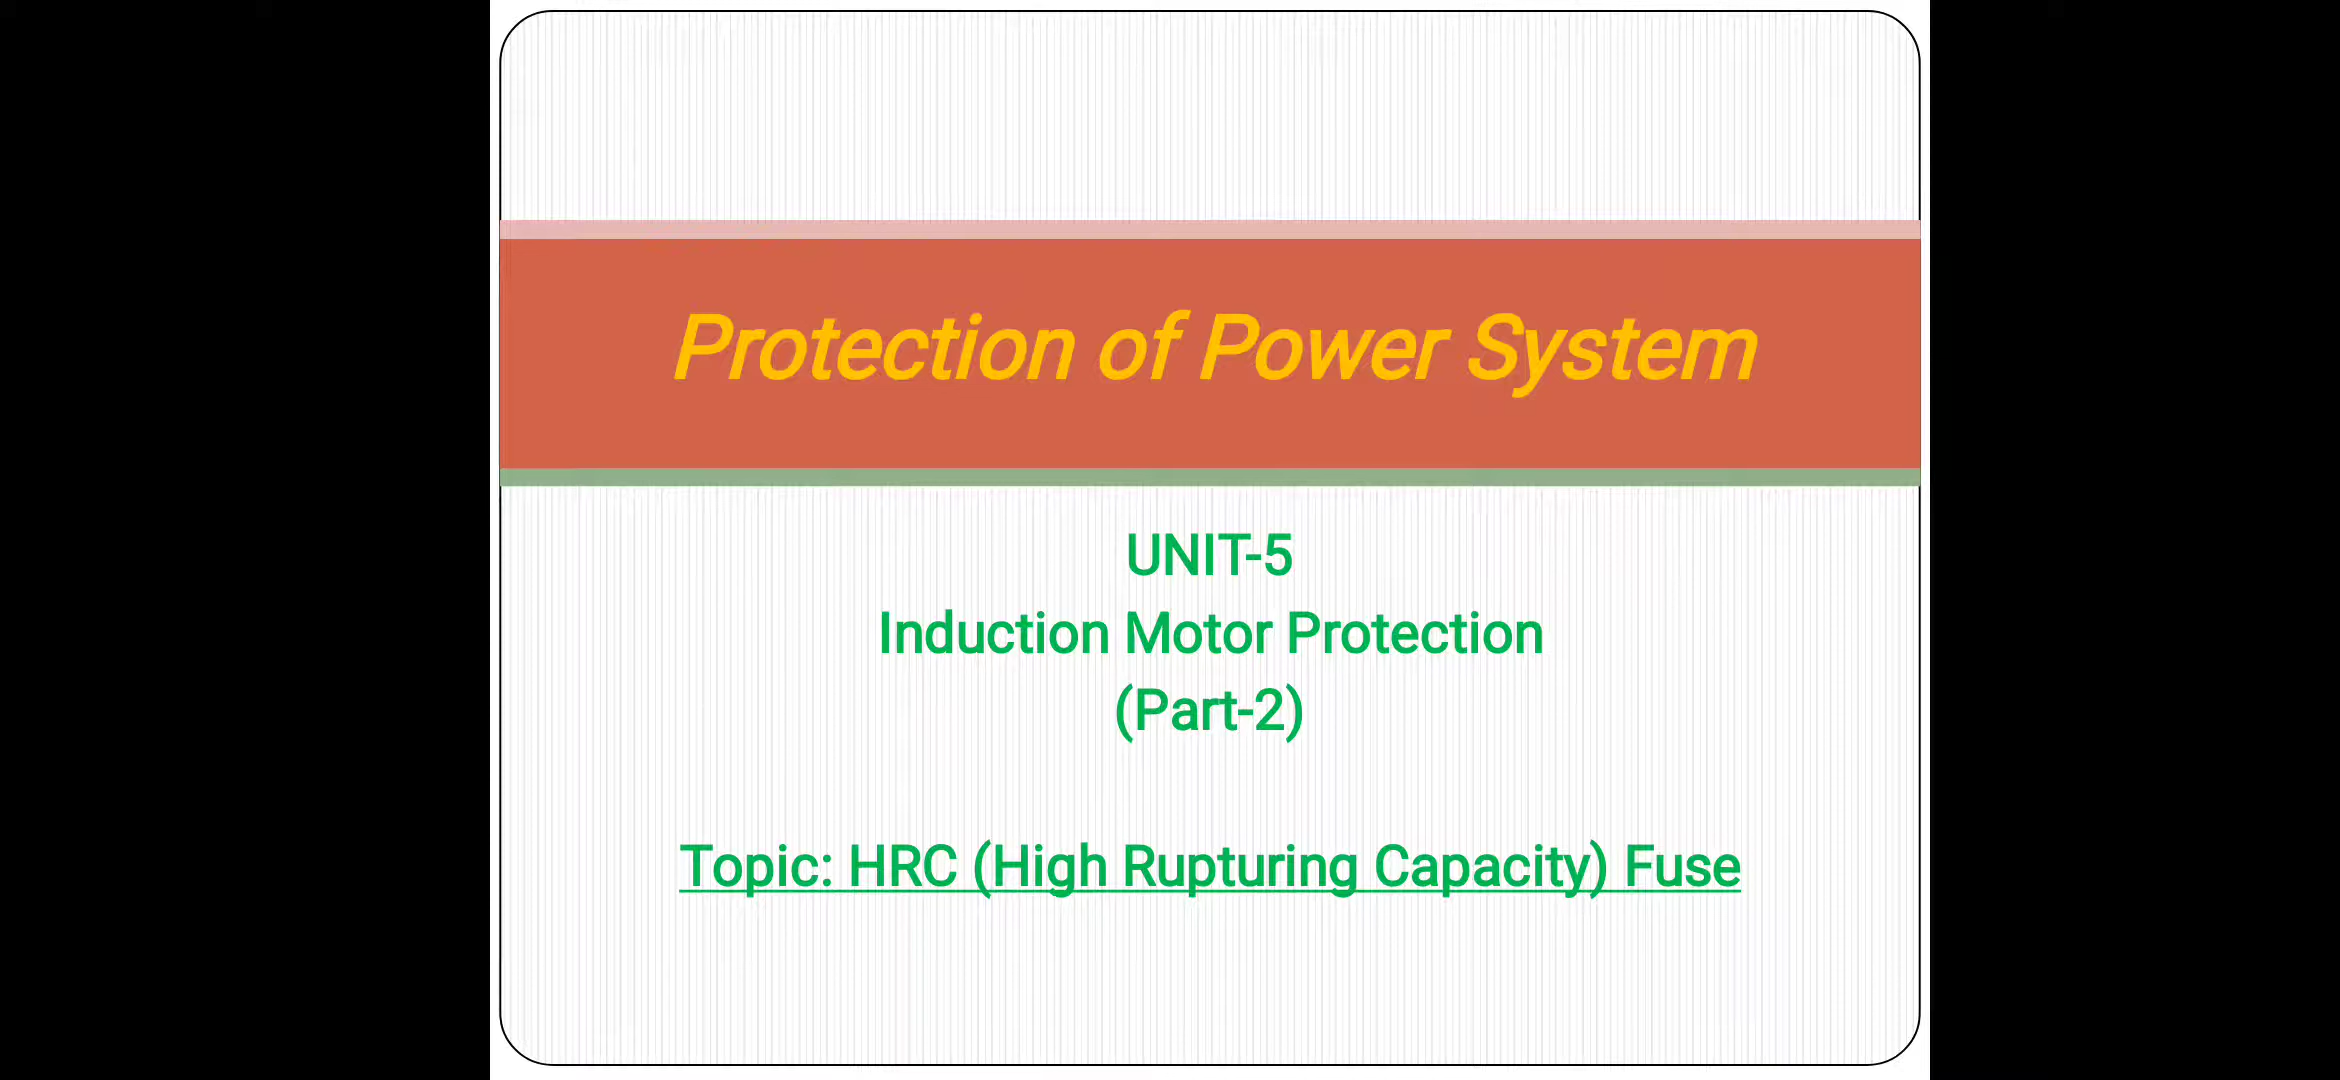 Protection of Power System
UNIT-5
Induction Motor Protection
(Part-2)
Topic: HRC (High Rupturing Capacity) Fuse